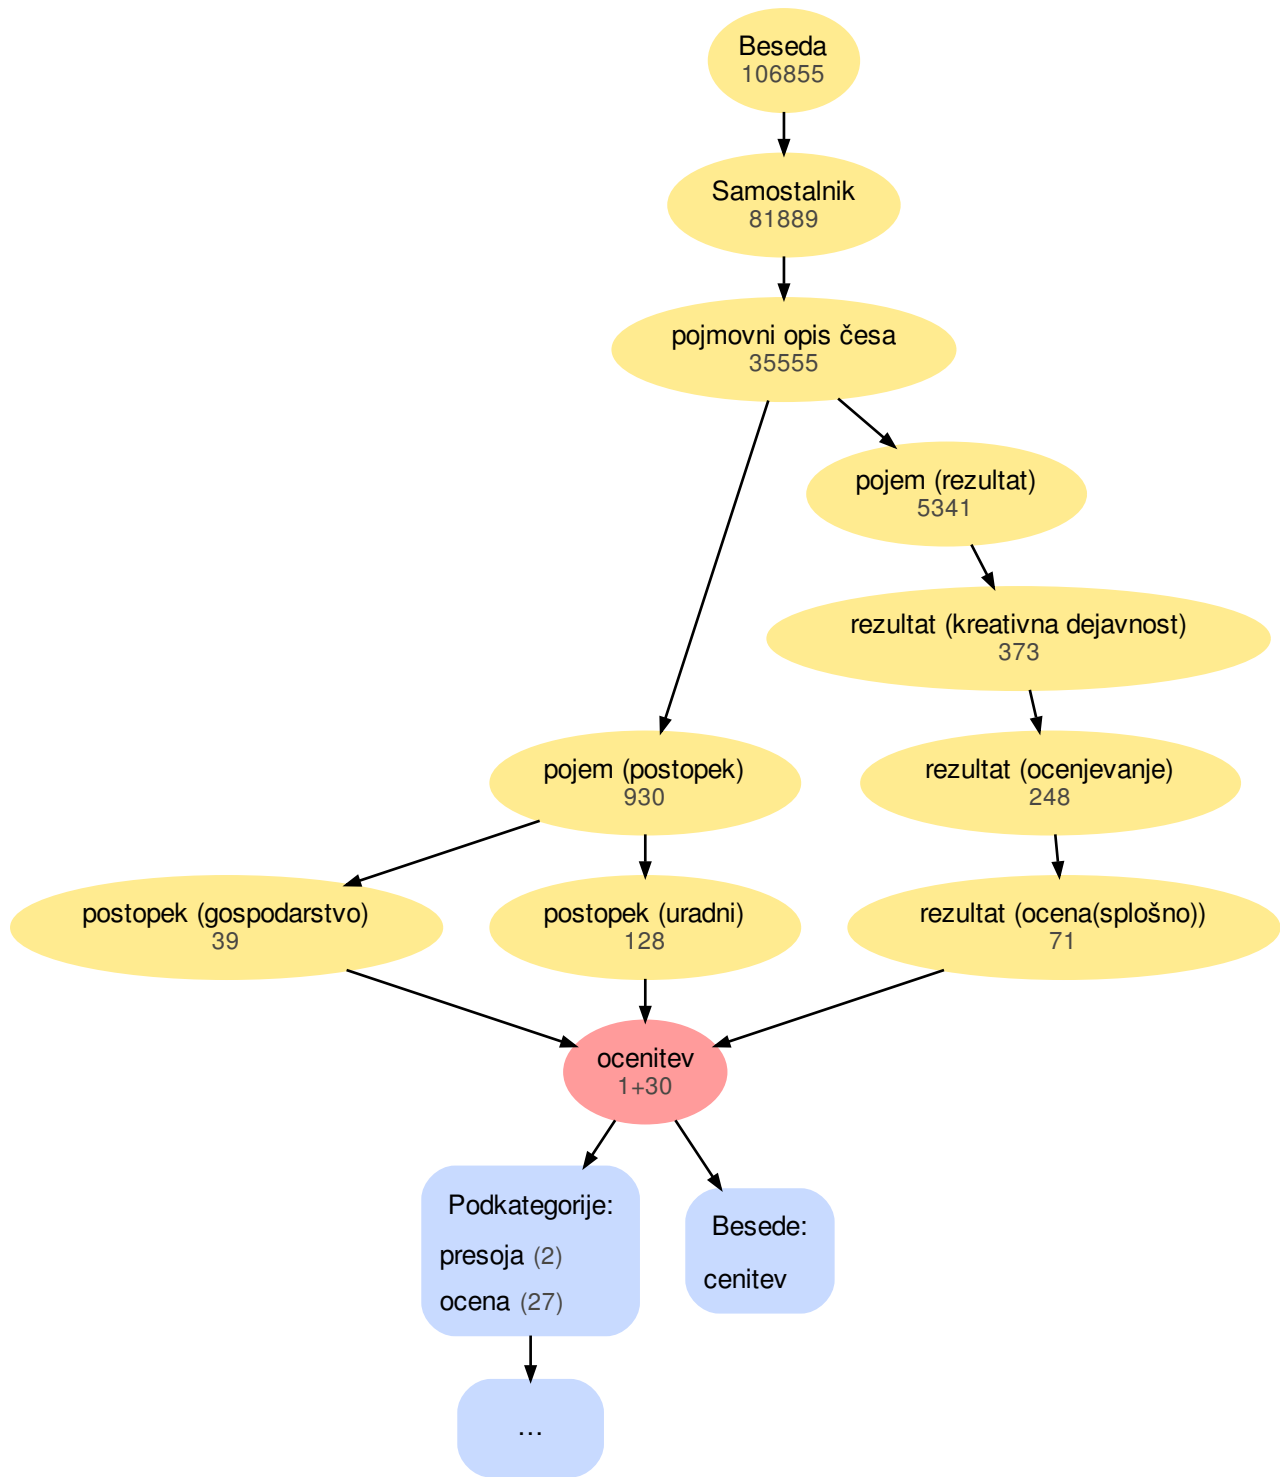 Beseda
106855
Samostalnik
81889
pojmovni opis česa
35555
pojem (rezultat)
5341
rezultat (kreativna dejavnost)
373
pojem (postopek)
930
rezultat (ocenjevanje)
248
postopek (gospodarstvo)
39
postopek (uradni)
128
rezultat (ocena(splošno))
71
ocenitev
1+30
Podkategorije:
presoja (2)
ocena (27)
Besede:
cenitev
...